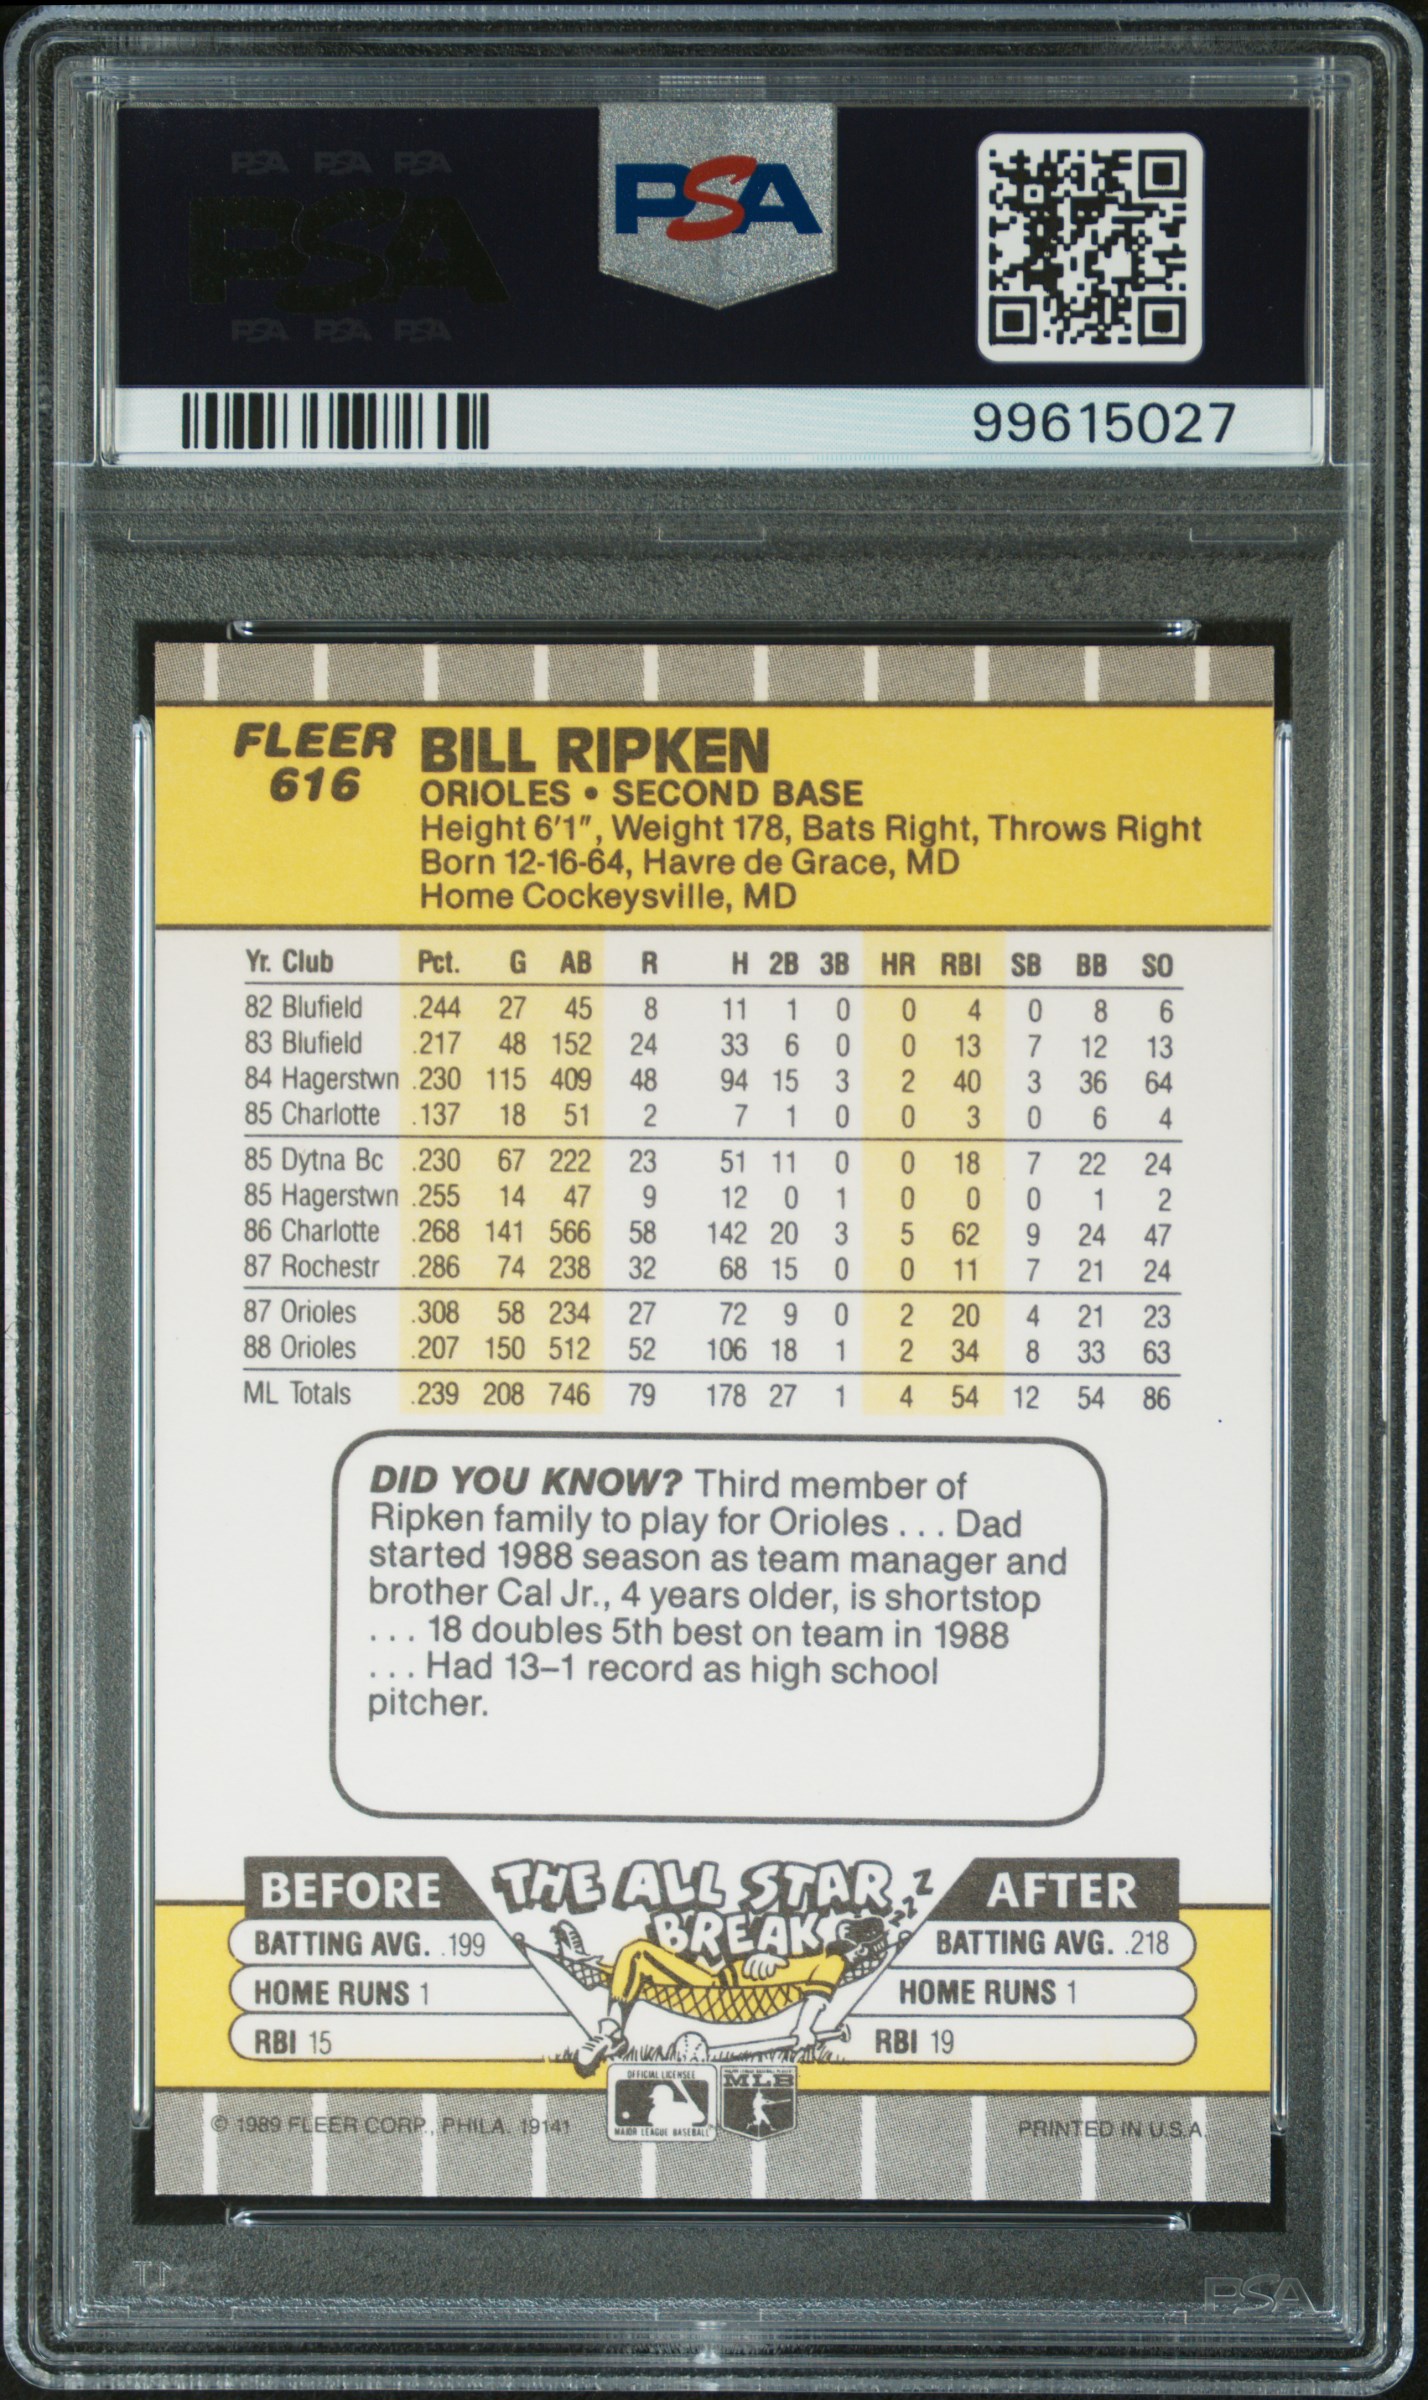 PSA PSA PSA
PSA
PSA PSA PSA
PSA
99615027
FLEER
616
BILL RIPKEN
ORIOLES • SECOND BASE
Height 6'1", Weight 178, Bats Right, Throws Right
Born 12-16-64, Havre de Grace, MD
Home Cockeysville, MD
Yr. Club Pct. G AB R H 2B 3B HR RBI SB BB SO
82 Blufield .244 27 45 8 11 1 0 0 4 0 8 6
83 Blufield .217 48 152 24 33 6 0 0 13 7 12 13
84 Hagerstwn .230 115 409 48 94 15 3 2 40 3 36 64
85 Charlotte .137 18 51 2 7 1 0 0 3 0 6 4
85 Dytna Bc .230 67 222 23 51 11 0 0 18 7 22 24
85 Hagerstwn .255 14 47 9 12 0 1 0 0 0 1 2
86 Charlotte .268 141 566 58 142 20 3 5 62 9 24 47
87 Rochestr .286 74 238 32 68 15 0 0 11 7 21 24
87 Orioles .308 58 234 27 72 9 0 2 20 4 21 23
88 Orioles .207 150 512 52 106 18 1 2 34 8 33 63
ML Totals .239 208 746 79 178 27 1 4 54 12 54 86
DID YOU KNOW? Third member of
Ripken family to play for Orioles . . . Dad
started 1988 season as team manager and
brother Cal Jr., 4 years older, is shortstop
. . . 18 doubles 5th best on team in 1988
. . . Had 13–1 record as high school
pitcher.
BEFORE THE ALL STAR BREAK AFTER
ZZZ
BATTING AVG. .199
HOME RUNS 1
RBI 15
BATTING AVG. .218
HOME RUNS 1
RBI 19
OFFICIAL LICENSEE
MAJOR LEAGUE BASEBALL
MLB
© 1989 FLEER CORP., PHILA. 19141
PRINTED IN U.S.A.
PSA